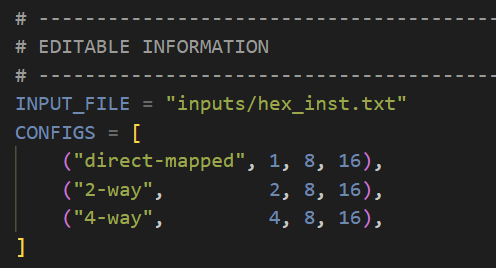 # ----------------------------------------
# EDITABLE INFORMATION
# ----------------------------------------
INPUT_FILE = "inputs/hex_inst.txt"
CONFIGS = [
    ("direct-mapped", 1, 8, 16),
    ("2-way",         2, 8, 16),
    ("4-way",         4, 8, 16),
]